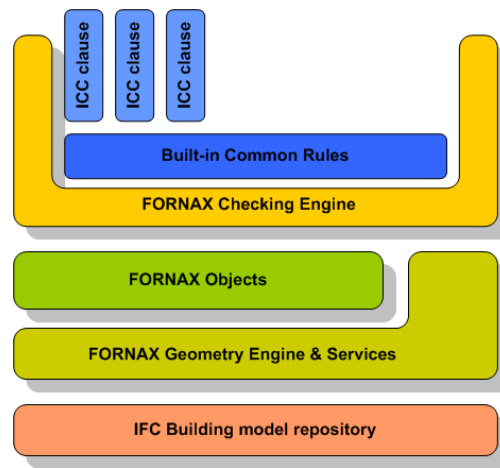 ICC clause
ICC clause
ICC clause
Built-in Common Rules
FORNAX Checking Engine
FORNAX Objects
FORNAX Geometry Engine & Services
IFC Building model repository